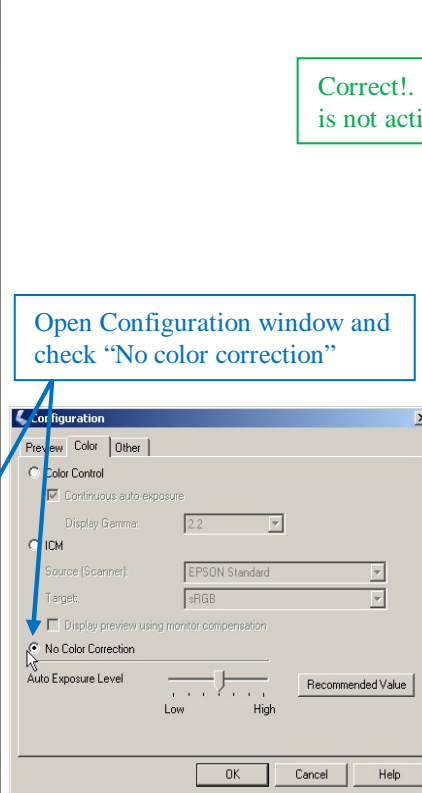 Correct!.
is not
Open Configuration window and
check “No color correction”
Configuration
Preview Color Other
Color Control
Continuous auto exposure
Display Gamma: 2.2
ICM
Source (Scanner): EPSON Standard
Target: sRGB
Display preview using monitor compensation
No Color Correction
Auto Exposure Level
Recommended Value
Low High
OK Cancel Help